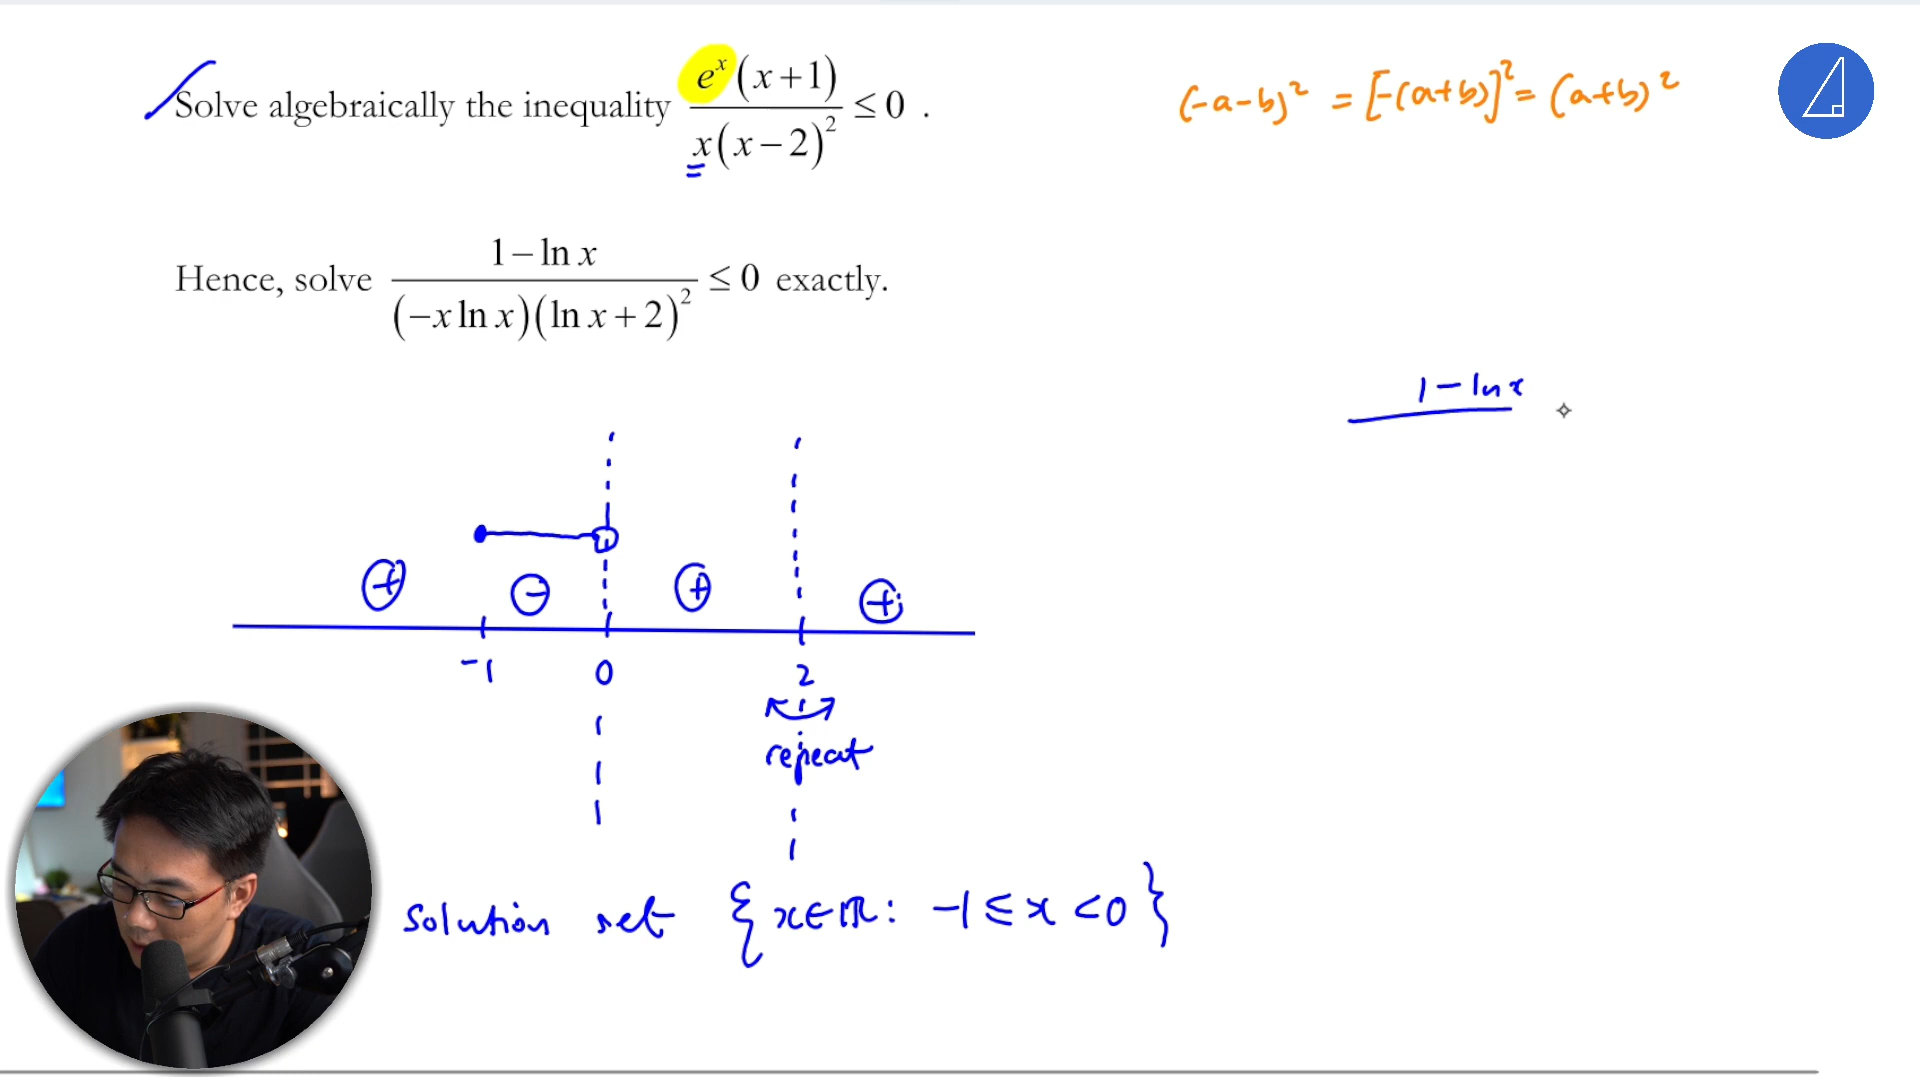 Solve algebraically the inequality e^x(x+1) / x(x−2)^2 ≤ 0 .
(-a-b)^2 = [-(a+b)]^2 = (a+b)^2
Hence, solve 1−ln x / (−x ln x)(ln x+2)^2 ≤ 0 exactly.
1 - ln x
+ − + +
-1 0 2
repeat
solution set { x∈ℝ: -1 ≤ x < 0 }